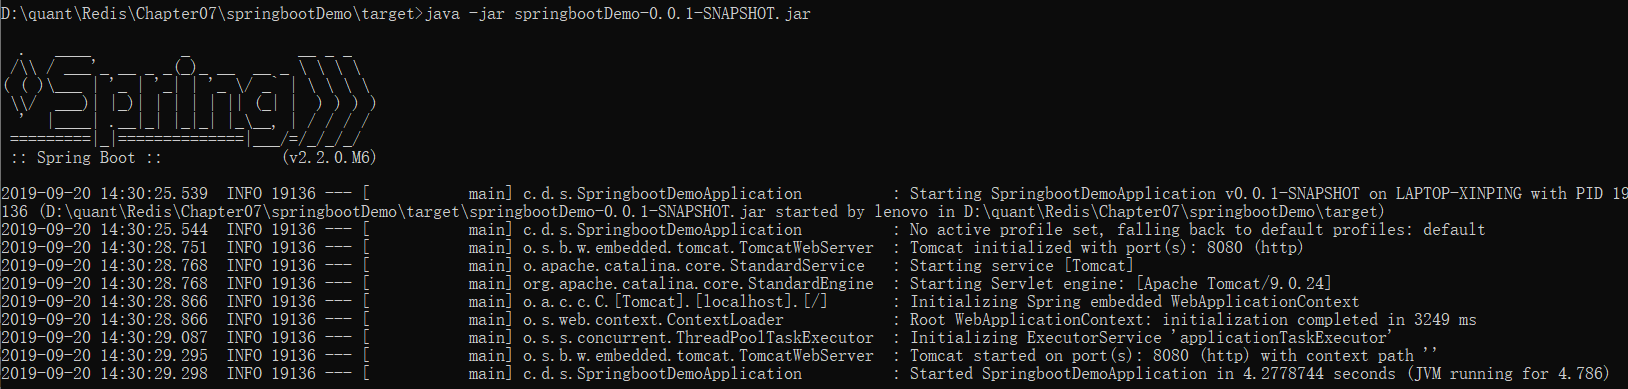 D:\quant\Redis\Chapter07\springbootDemo\target>java -jar springbootDemo-0.0.1-SNAPSHOT.jar
  .   ____          _            __ _ _
 /\\ / ___'_ __ _ _(_)_ __  __ _ \ \ \ \
( ( )\___ | '_ | '_| | '_ \/ _` | \ \ \ \
 \\/  ___)| |_)| | | | | || (_| |  ) ) ) )
  '  |____| .__|_| |_|_| |_\__, | / / / /
 =========|_|==============|___/=/_/_/_/
 :: Spring Boot ::             (v2.2.0.M6)
2019-09-20 14:30:25.539  INFO 19136 --- [           main] c.d.s.SpringbootDemoApplication          : Starting SpringbootDemoApplication v0.0.1-SNAPSHOT on LAPTOP-XINPING with PID 19
136 (D:\quant\Redis\Chapter07\springbootDemo\target\springbootDemo-0.0.1-SNAPSHOT.jar started by lenovo in D:\quant\Redis\Chapter07\springbootDemo\target)
2019-09-20 14:30:25.544  INFO 19136 --- [           main] c.d.s.SpringbootDemoApplication          : No active profile set, falling back to default profiles: default
2019-09-20 14:30:28.751  INFO 19136 --- [           main] o.s.b.w.embedded.tomcat.TomcatWebServer  : Tomcat initialized with port(s): 8080 (http)
2019-09-20 14:30:28.768  INFO 19136 --- [           main] o.apache.catalina.core.StandardService   : Starting service [Tomcat]
2019-09-20 14:30:28.768  INFO 19136 --- [           main] org.apache.catalina.core.StandardEngine  : Starting Servlet engine: [Apache Tomcat/9.0.24]
2019-09-20 14:30:28.866  INFO 19136 --- [           main] o.a.c.c.C.[Tomcat].[localhost].[/]       : Initializing Spring embedded WebApplicationContext
2019-09-20 14:30:28.866  INFO 19136 --- [           main] o.s.web.context.ContextLoader            : Root WebApplicationContext: initialization completed in 3249 ms
2019-09-20 14:30:29.087  INFO 19136 --- [           main] o.s.s.concurrent.ThreadPoolTaskExecutor  : Initializing ExecutorService 'applicationTaskExecutor'
2019-09-20 14:30:29.295  INFO 19136 --- [           main] o.s.b.w.embedded.tomcat.TomcatWebServer  : Tomcat started on port(s): 8080 (http) with context path ''
2019-09-20 14:30:29.298  INFO 19136 --- [           main] c.d.s.SpringbootDemoApplication          : Started SpringbootDemoApplication in 4.2778744 seconds (JVM running for 4.786)